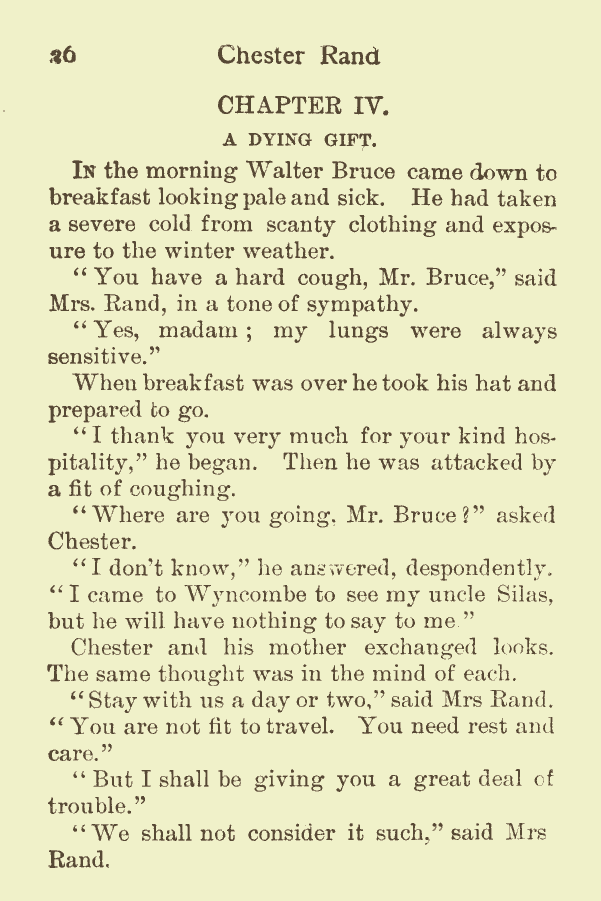 26 Chester Rand
CHAPTER IV.
A DYING GIFT.
In the morning Walter Bruce came down to
breakfast looking pale and sick. He had taken
a severe cold from scanty clothing and expos-
ure to the winter weather.
“You have a hard cough, Mr. Bruce,” said
Mrs. Rand, in a tone of sympathy.
“Yes, madam; my lungs were always
sensitive.”
When breakfast was over he took his hat and
prepared to go.
“I thank you very much for your kind hos-
pitality,” he began. Then he was attacked by
a fit of coughing.
“Where are you going, Mr. Bruce?” asked
Chester.
“I don’t know,” he answered, despondently.
“I came to Wyncombe to see my uncle Silas,
but he will have nothing to say to me.”
Chester and his mother exchanged looks.
The same thought was in the mind of each.
“Stay with us a day or two,” said Mrs Rand.
“You are not fit to travel. You need rest and
care.”
“But I shall be giving you a great deal of
trouble.”
“We shall not consider it such,” said Mrs
Rand.